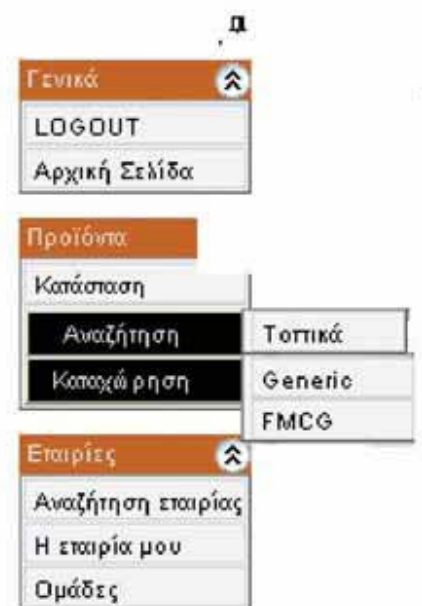 Γενικά
LOGOUT
Αρχική Σελίδα
Προϊόντα
Κατάσταση
Αναζήτηση
Τοπικά
Καταχώρηση
Generic
FMCG
Εταιρίες
Αναζήτηση εταιρίας
Η εταιρία μου
Ομάδες